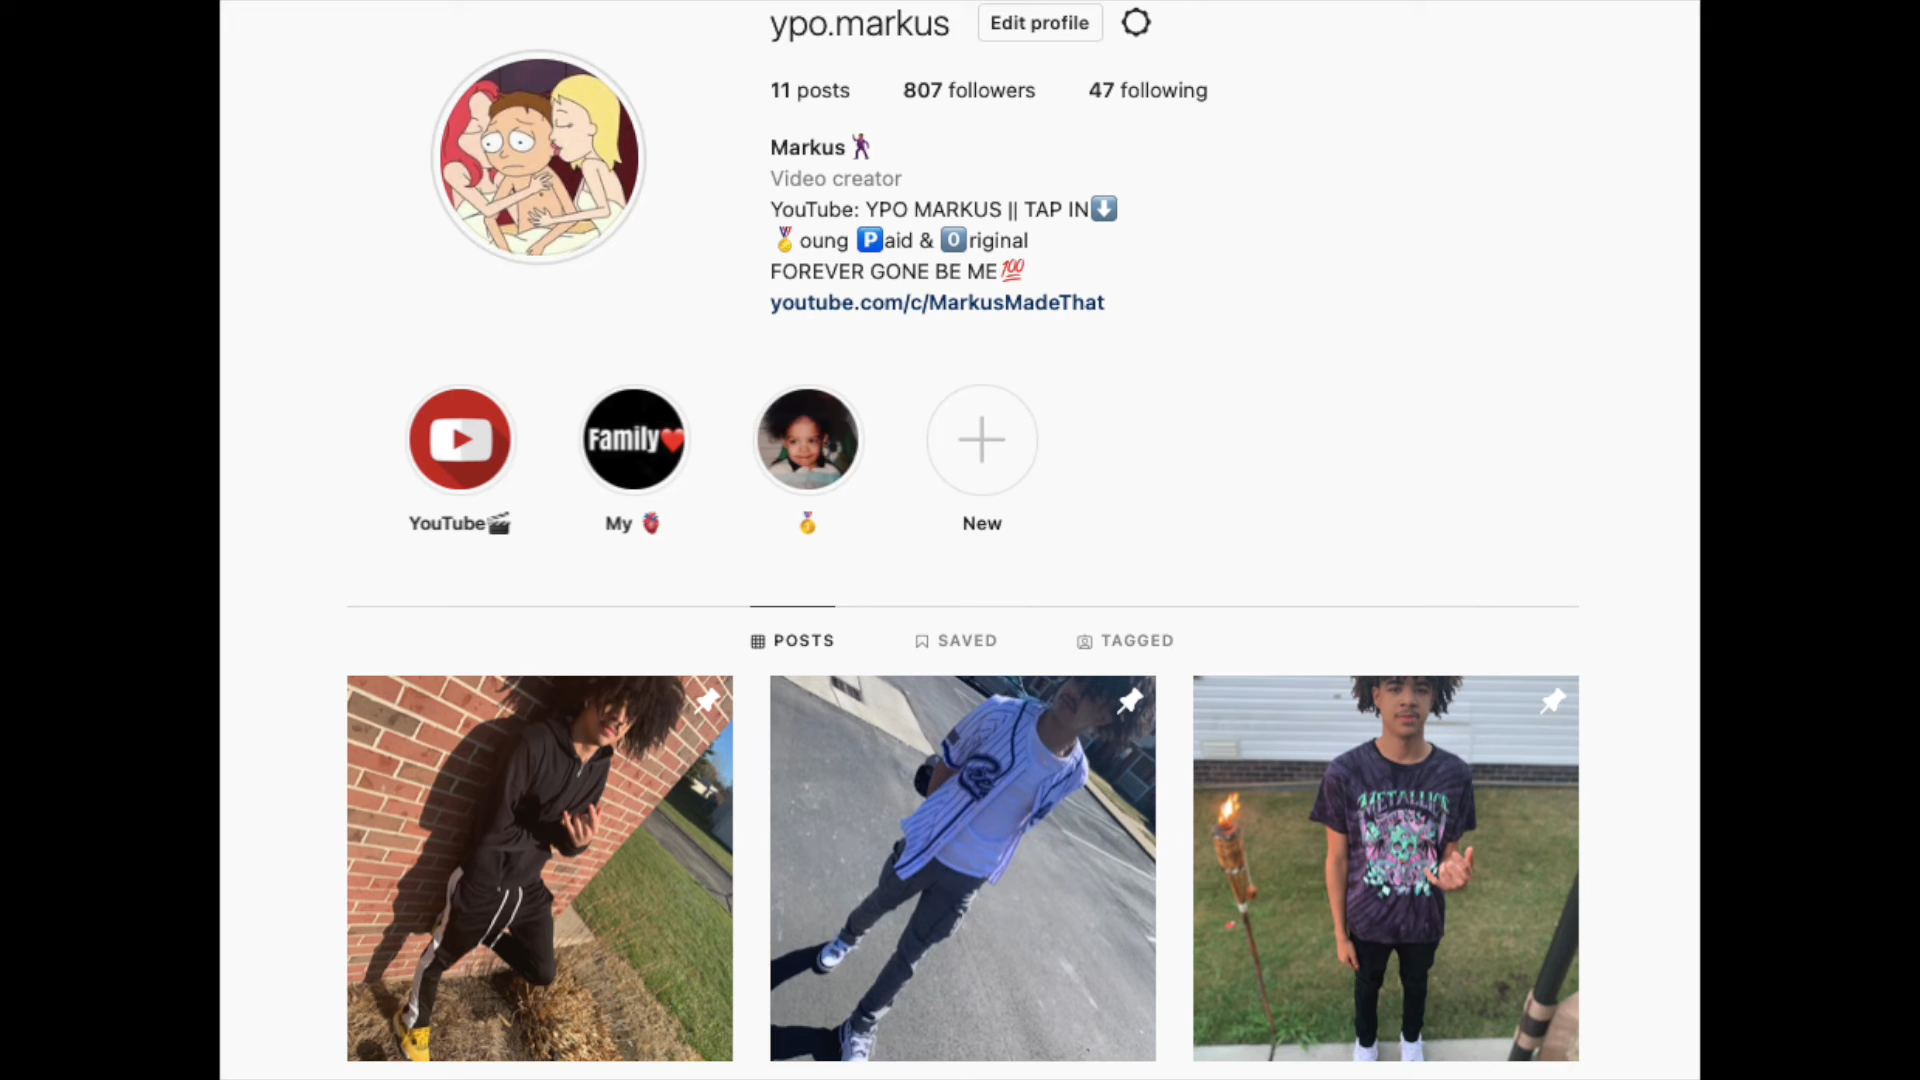 ypo.markus Edit profile
11 posts 807 followers 47 following
Markus🕺🏾
Video creator
YouTube: YPO MARKUS || TAP IN⬇️
🏅oung 🅿️aid & 0️⃣riginal
FOREVER GONE BE ME💯
youtube.com/c/MarkusMadeThat
Family❤️
YouTube🎬 My 🫀 🏅 New
POSTS SAVED TAGGED
METALLICA